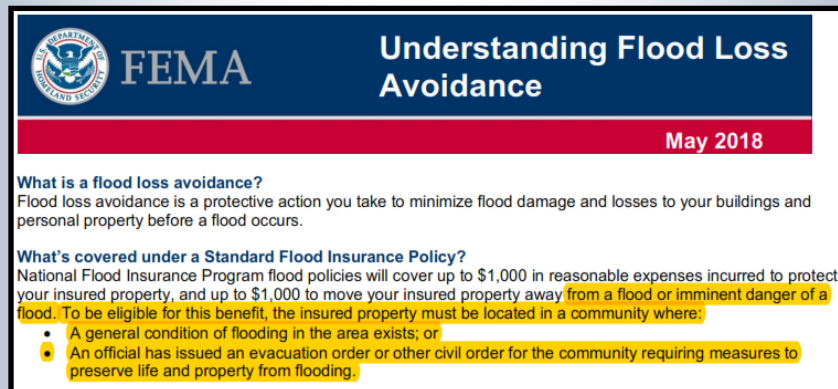 U.S. DEPARTMENT OF
HOMELAND SECURITY
FEMA
Understanding Flood Loss
Avoidance
May 2018
What is a flood loss avoidance?
Flood loss avoidance is a protective action you take to minimize flood damage and losses to your buildings and
personal property before a flood occurs.
What's covered under a Standard Flood Insurance Policy?
National Flood Insurance Program flood policies will cover up to $1,000 in reasonable expenses incurred to protect
your insured property, and up to $1,000 to move your insured property away from a flood or imminent danger of a
flood. To be eligible for this benefit, the insured property must be located in a community where:
• A general condition of flooding in the area exists; or
• An official has issued an evacuation order or other civil order for the community requiring measures to
preserve life and property from flooding.